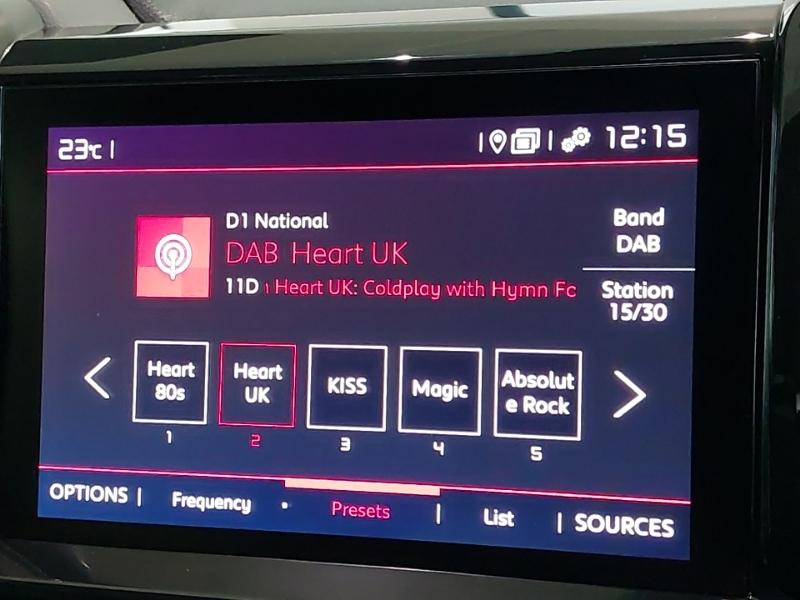 23°C
12:15
D1 National
DAB Heart UK
11D Heart UK: Coldplay with Hymn Fo
Band
DAB
Station
15/30
Heart
80s
Heart
UK
KISS
Magic
Absolut
e Rock
1
2
3
4
5
OPTIONS
Frequency
Presets
List
SOURCES